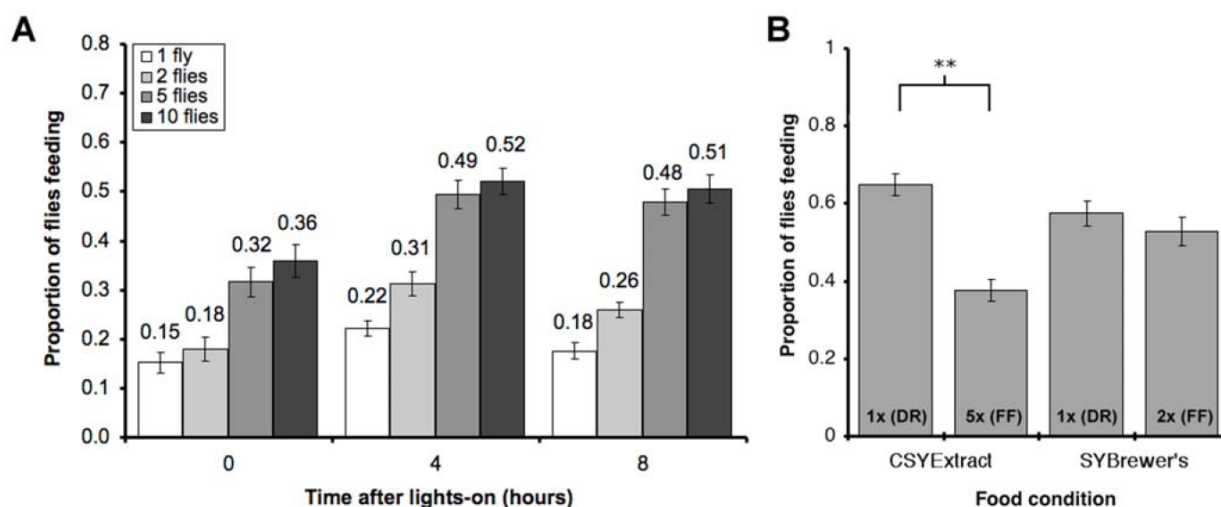 A
0.8
0.7
0.6
0.5
0.4
0.3
0.2
0.1
0.0
Proportion of flies feeding
1 fly
2 flies
5 flies
10 flies
0.15
0.18
0.32
0.36
0.22
0.31
0.49
0.52
0.18
0.26
0.48
0.51
0
4
8
Time after lights-on (hours)
B
1
0.8
0.6
0.4
0.2
0
Proportion of flies feeding
**
1x (DR)
5x (FF)
1x (DR)
2x (FF)
CSYExtract
SYBrewer's
Food condition